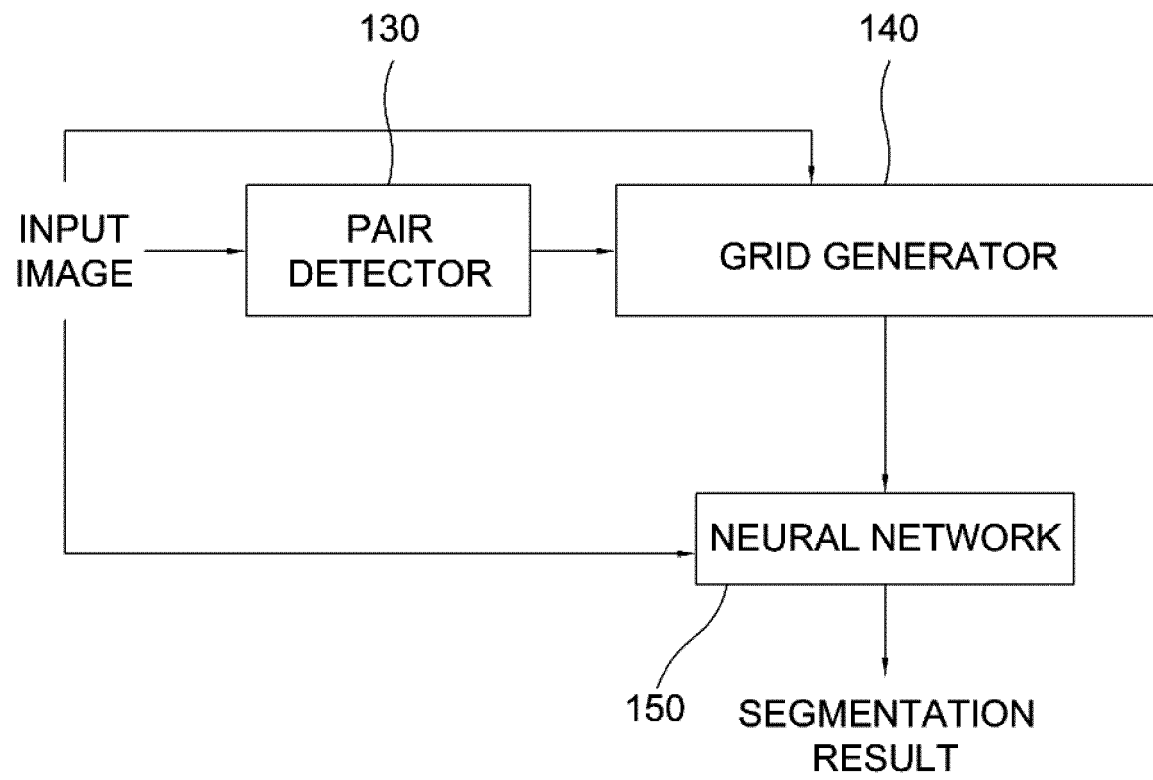 130
140
INPUT
IMAGE
PAIR
DETECTOR
GRID GENERATOR
NEURAL NETWORK
150
SEGMENTATION
RESULT